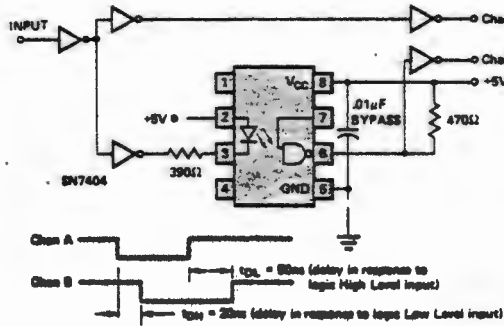 INPUT
Cha
Cha
+5V
1
2
3
4
VCC
8
7
6
GND
5
+5V
.01µF
BYPASS
470Ω
390Ω
SN7404
Chan A
Chan B
= 50ns (delay in response to
logic High Level input)
= 20ns (delay in response to logic Low Level input)